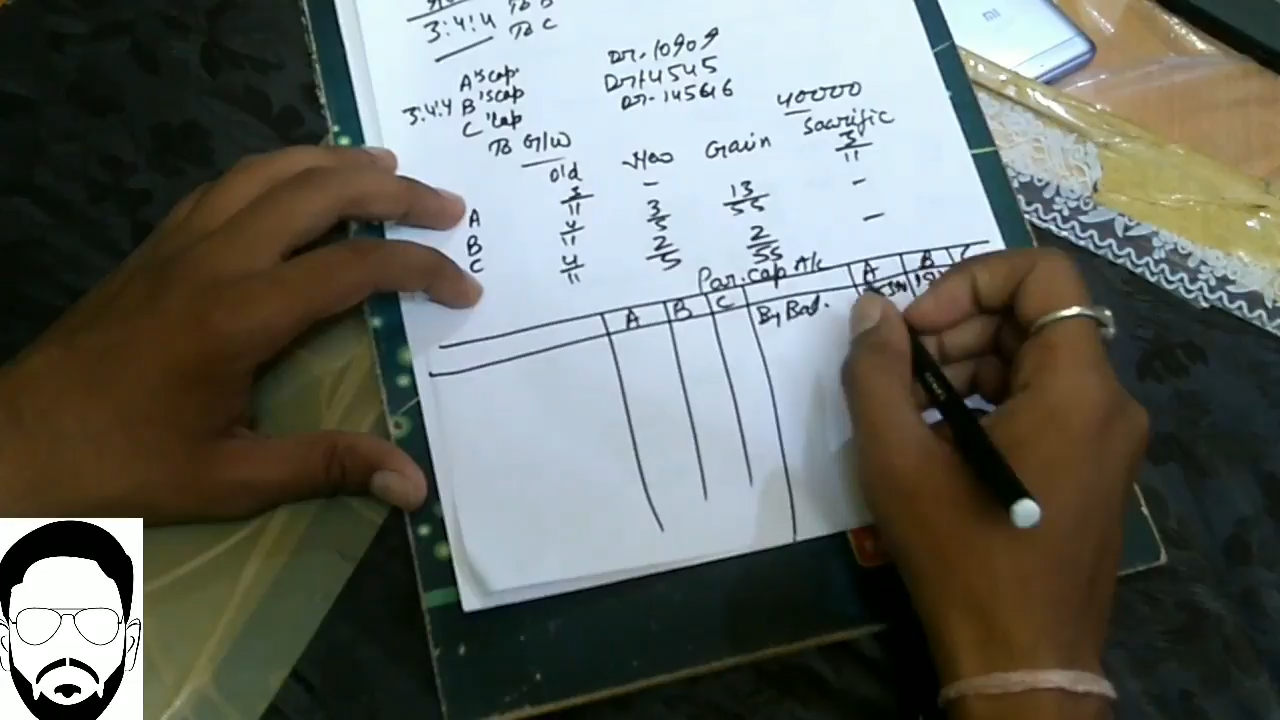 3:4:4 To C
A's cap. Dr. 10909
3:4:4 B's cap Dr 14545
C'cap Dr. 14546
To G/W 40000
old New Gain Sacrific
A 3/11 - - 3/11
B 4/11 3/5 13/55 -
C 4/11 2/5 2/55 -
Par. cap A/c
A B C A B C
By Bal.